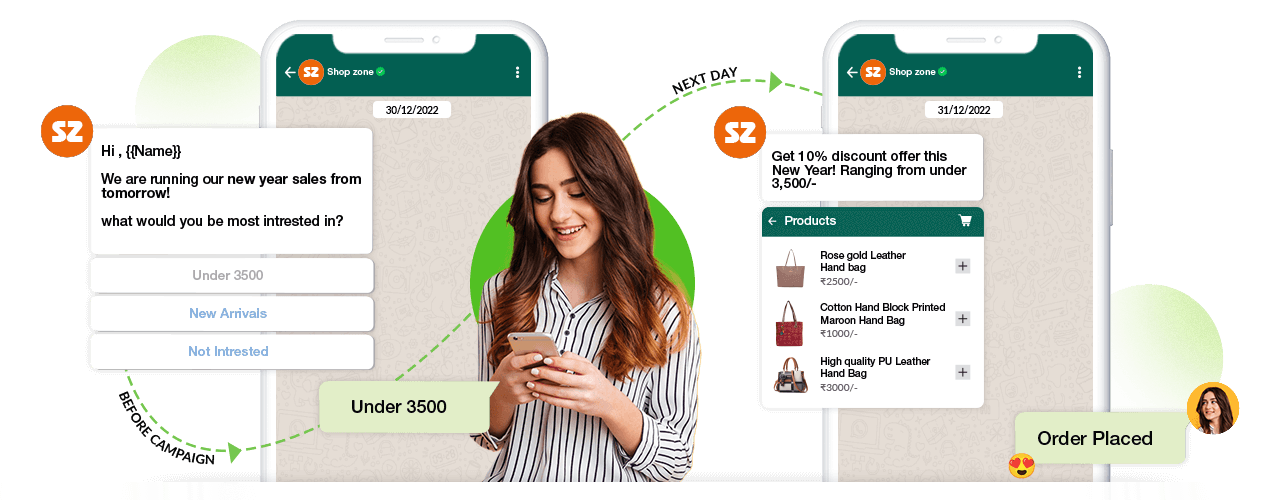 SZ
Shop zone
30/12/2022
SZ
Hi , {{Name}}
We are running our new year sales from
tomorrow!
what would you be most intrested in?
Under 3500
New Arrivals
Not Intrested
BEFORE CAMPAIGN
Under 3500
NEXT DAY
SZ
Shop zone
31/12/2022
SZ
Get 10% discount offer this
New Year! Ranging from under
3,500/-
Products
Rose gold Leather
Hand bag
₹2500/-
Cotton Hand Block Printed
Maroon Hand Bag
₹1000/-
High quality PU Leather
Hand Bag
₹3000/-
Order Placed